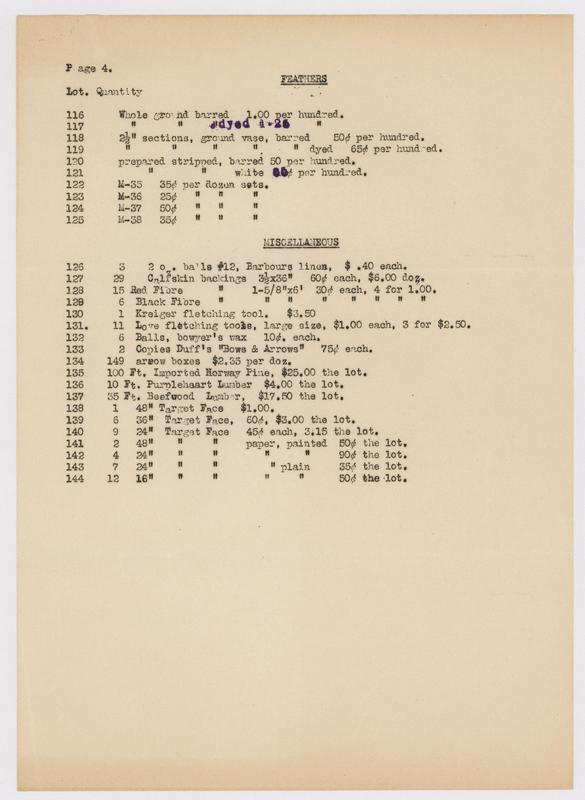 Page 4.
FEATHERS
Lot. Quantity
116 Whole ground barred 1.00 per hundred.
117 " " " dyed 1.25 "
118 2½" sections, ground vase, barred 50¢ per hundred.
119 " " " " " dyed 65¢ per hundred.
120 prepared stripped, barred 50 per hundred.
121 " " white ¢ per hundred.
122 M-35 35¢ per dozen sets.
123 M-36 25¢ " " "
124 M-37 50¢ " " "
125 M-38 35¢ " " "
MISCELLANEOUS
126 3 2 oz. balls #12, Barbours linen, $ .40 each.
127 29 Calfskin backings 3½x36" 60¢ each, $6.00 doz.
128 15 Red Fibre " 1-5/8"x6' 30¢ each, 4 for 1.00.
129 6 Black Fibre " " " " " " "
130 1 Kreiger fletching tool. $3.50
131. 11 Love fletching tools, large size, $1.00 each, 3 for $2.50.
132 6 Balls, bowyer's wax 10¢. each.
133 2 Copies Duff's "Bows & Arrows" 75¢ each.
134 149 arrow boxes $2.35 per doz.
135 100 Ft. Imported Norway Pine, $25.00 the lot.
136 10 Ft. Purplehaart Lumber $4.00 the lot.
137 35 Ft. Beefwood Lumber, $17.50 the lot.
138 1 48" Target Face $1.00.
139 6 36" Target Face, 60¢, $3.00 the lot.
140 9 24" Target Face 45¢ each, 3.15 the lot.
141 2 48" " " paper, painted 50¢ the lot.
142 4 24" " " " " 90¢ the lot.
143 7 24" " " " plain 35¢ the lot.
144 12 16" " " " " 50¢ the lot.